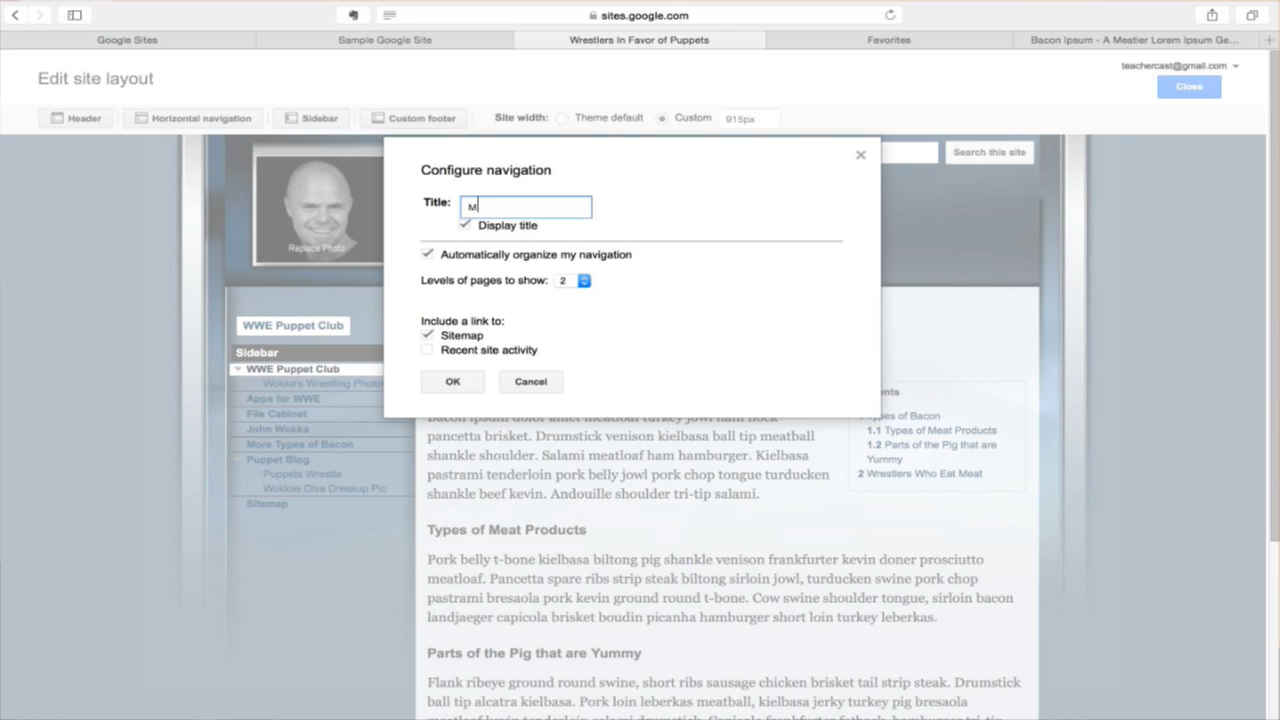 sites.google.com
Google Sites
Sample Google Site
Wrestlers In Favor of Puppets
Favorites
Bacon Ipsum - A Meatier Lorem Ipsum Ge...
Edit site layout
teachercast@gmail.com
Close
Header
Horizontal navigation
Sidebar
Custom footer
Site width:
Theme default
Custom
915px
Search this site
Replace Photo
Configure navigation
Title:
M
Display title
Automatically organize my navigation
Levels of pages to show: 2
Include a link to:
Sitemap
Recent site activity
OK
Cancel
WWE Puppet Club
Sidebar
WWE Puppet Club
Wokka's Wrestling Photo
Apps for WWE
File Cabinet
John Wokka
More Types of Bacon
Puppet Blog
Puppets Wrestle
Wokkas Diva Dressup Pic
Sitemap
ents
ypes of Bacon
1.1 Types of Meat Products
1.2 Parts of the Pig that are
Yummy
2 Wrestlers Who Eat Meat
Bacon ipsum dolor amet meatloaf turkey jowl ham hock
pancetta brisket. Drumstick venison kielbasa ball tip meatball
shankle shoulder. Salami meatloaf ham hamburger. Kielbasa
pastrami tenderloin pork belly jowl pork chop tongue turducken
shankle beef kevin. Andouille shoulder tri-tip salami.
Types of Meat Products
Pork belly t-bone kielbasa biltong pig shankle venison frankfurter kevin doner prosciutto
meatloaf. Pancetta spare ribs strip steak biltong sirloin jowl, turducken swine pork chop
pastrami bresaola pork kevin ground round t-bone. Cow swine shoulder tongue, sirloin bacon
landjaeger capicola brisket boudin picanha hamburger short loin turkey leberkas.
Parts of the Pig that are Yummy
Flank ribeye ground round swine, short ribs sausage chicken brisket tail strip steak. Drumstick
ball tip alcatra kielbasa. Pork loin leberkas meatball, kielbasa jerky turkey pig bresaola